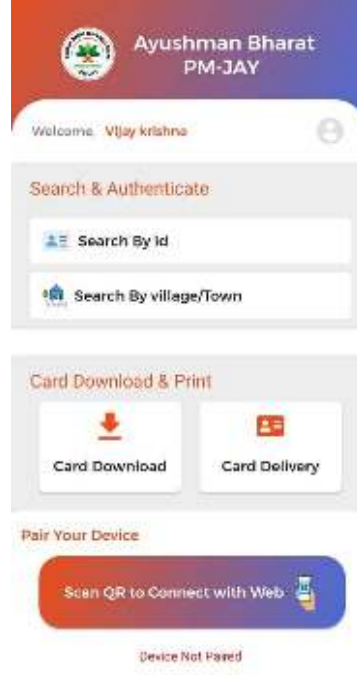 Ayushman Bharat
PM-JAY
Welcome Vijay krishna
Search & Authenticate
Search By id
Search By village/Town
Card Download & Print
Card Download
Card Delivery
Pair Your Device
Scan QR to Connect with Web
Device Not Paired